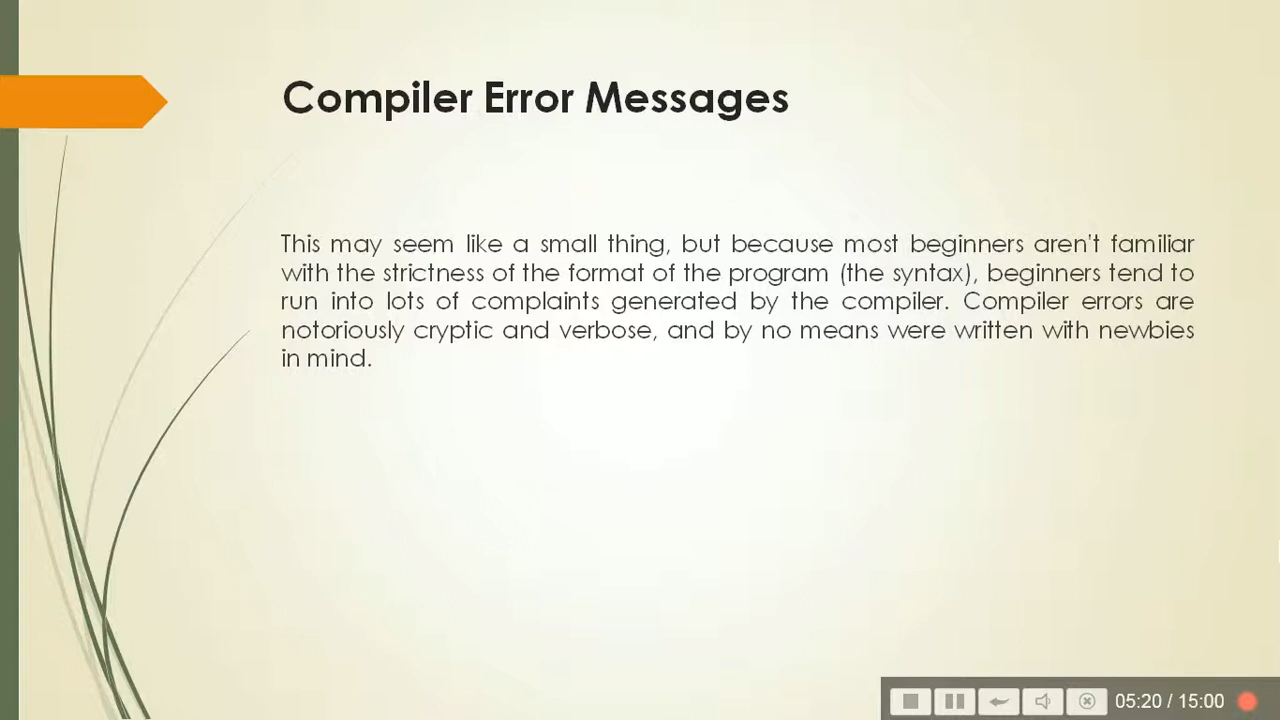 Compiler Error Messages
This may seem like a small thing, but because most beginners aren't familiar
with the strictness of the format of the program (the syntax), beginners tend to
run into lots of complaints generated by the compiler. Compiler errors are
notoriously cryptic and verbose, and by no means were written with newbies
in mind.
05:20 / 15:00